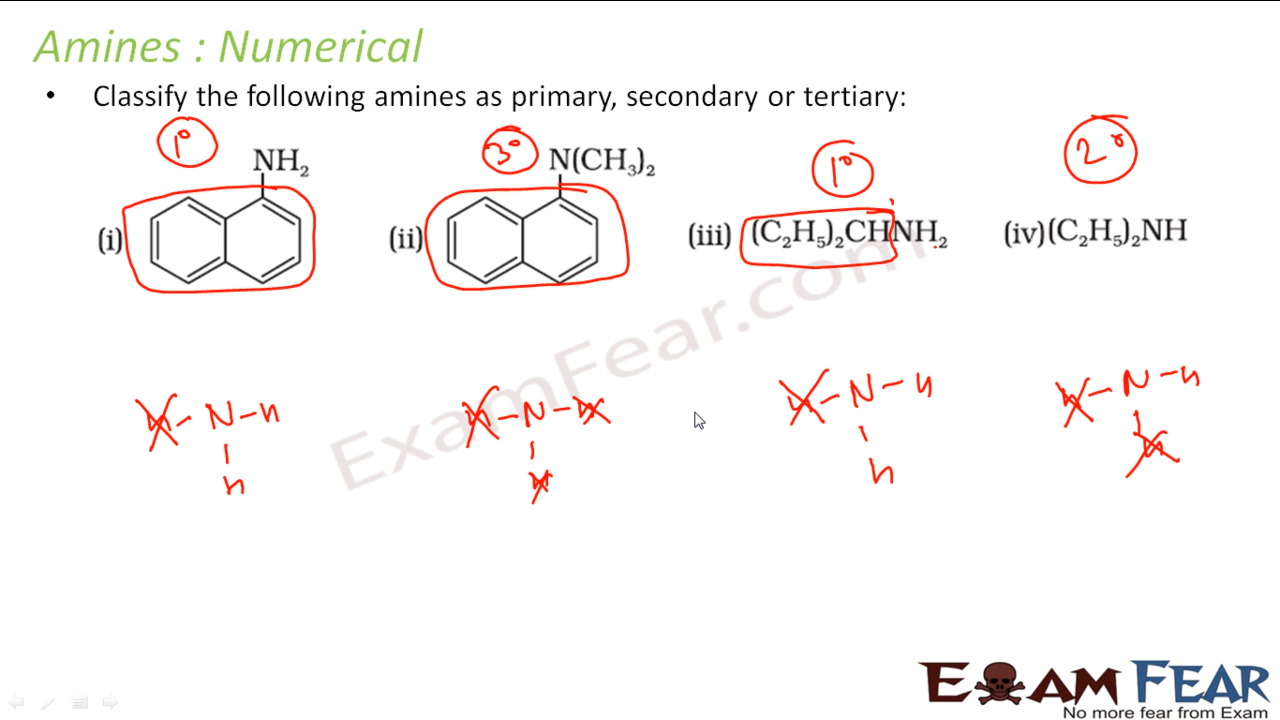 Amines : Numerical
• Classify the following amines as primary, secondary or tertiary:
1° 3° 1° 2°
NH₂ N(CH₃)₂
(i) (ii) (iii) (C₂H₅)₂CHNH₂ (iv)(C₂H₅)₂NH
ExamFear.com
H-N-H H-N-H H-N-H H-N-H
H H H H
EXAM FEAR
No more fear from Exam